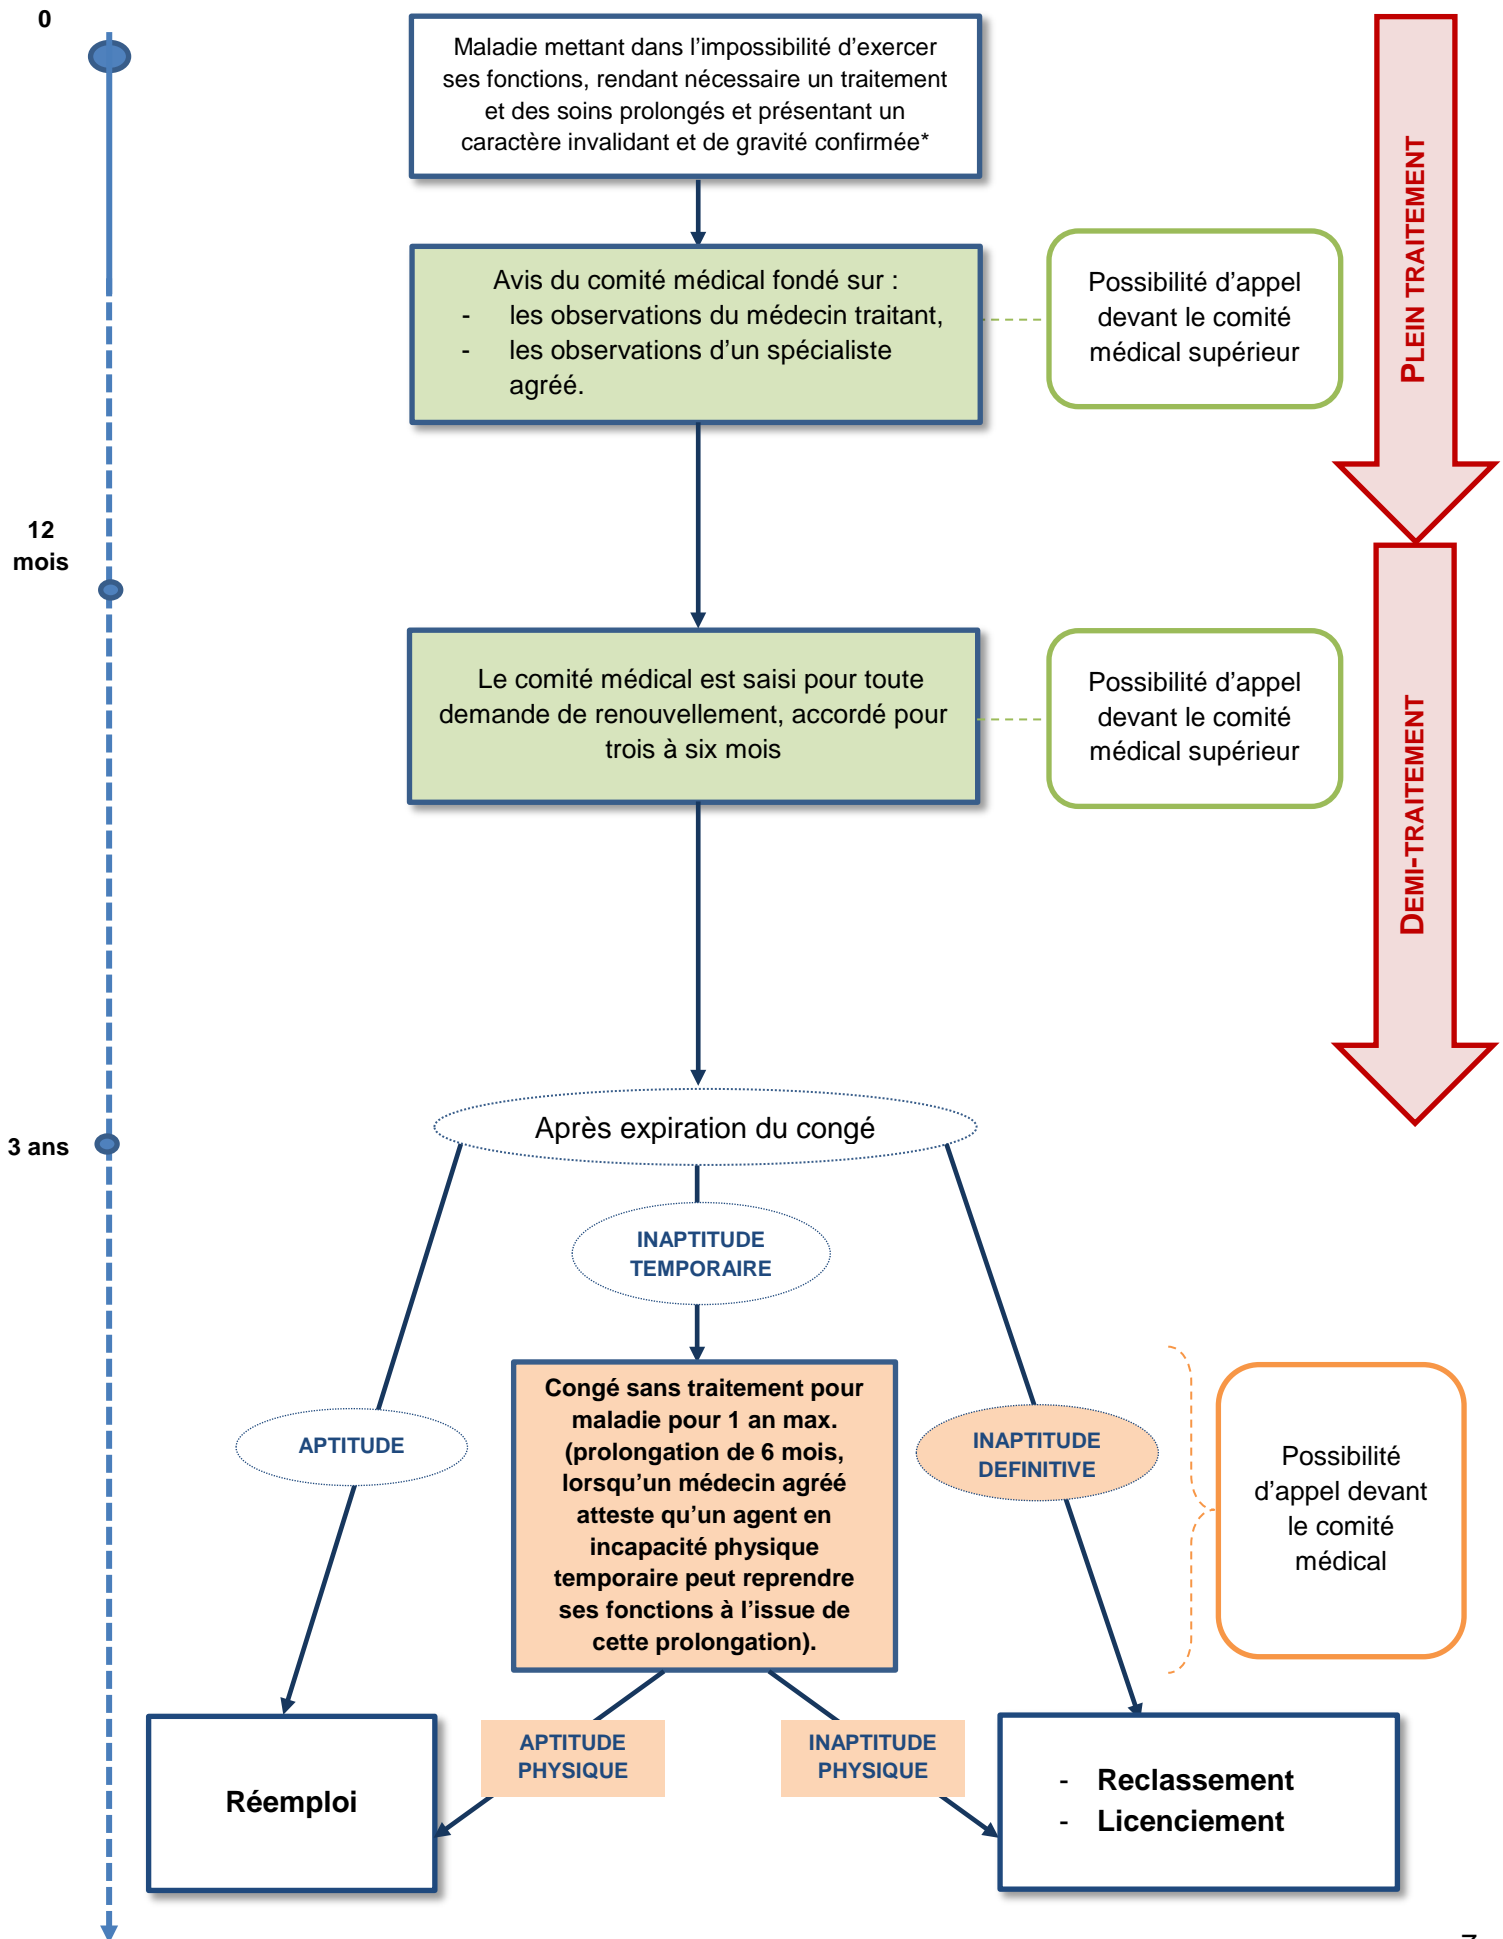 0
Maladie mettant dans l’impossibilité d’exercer
ses fonctions, rendant nécessaire un traitement
et des soins prolongés et présentant un
caractère invalidant et de gravité confirmée*
PLEIN TRAITEMENT
Avis du comité médical fondé sur :
- les observations du médecin traitant,
- les observations d’un spécialiste
agréé.
Possibilité d’appel
devant le comité
médical supérieur
12
mois
Le comité médical est saisi pour toute
demande de renouvellement, accordé pour
trois à six mois
Possibilité d’appel
devant le comité
médical supérieur
DEMI-TRAITEMENT
3 ans
Après expiration du congé
INAPTITUDE
TEMPORAIRE
APTITUDE
Congé sans traitement pour
maladie pour 1 an max.
(prolongation de 6 mois,
lorsqu’un médecin agréé
atteste qu’un agent en
incapacité physique
temporaire peut reprendre
ses fonctions à l’issue de
cette prolongation).
INAPTITUDE
DEFINITIVE
Possibilité
d’appel devant
le comité
médical
APTITUDE
PHYSIQUE
INAPTITUDE
PHYSIQUE
Réemploi
- Reclassement
- Licenciement